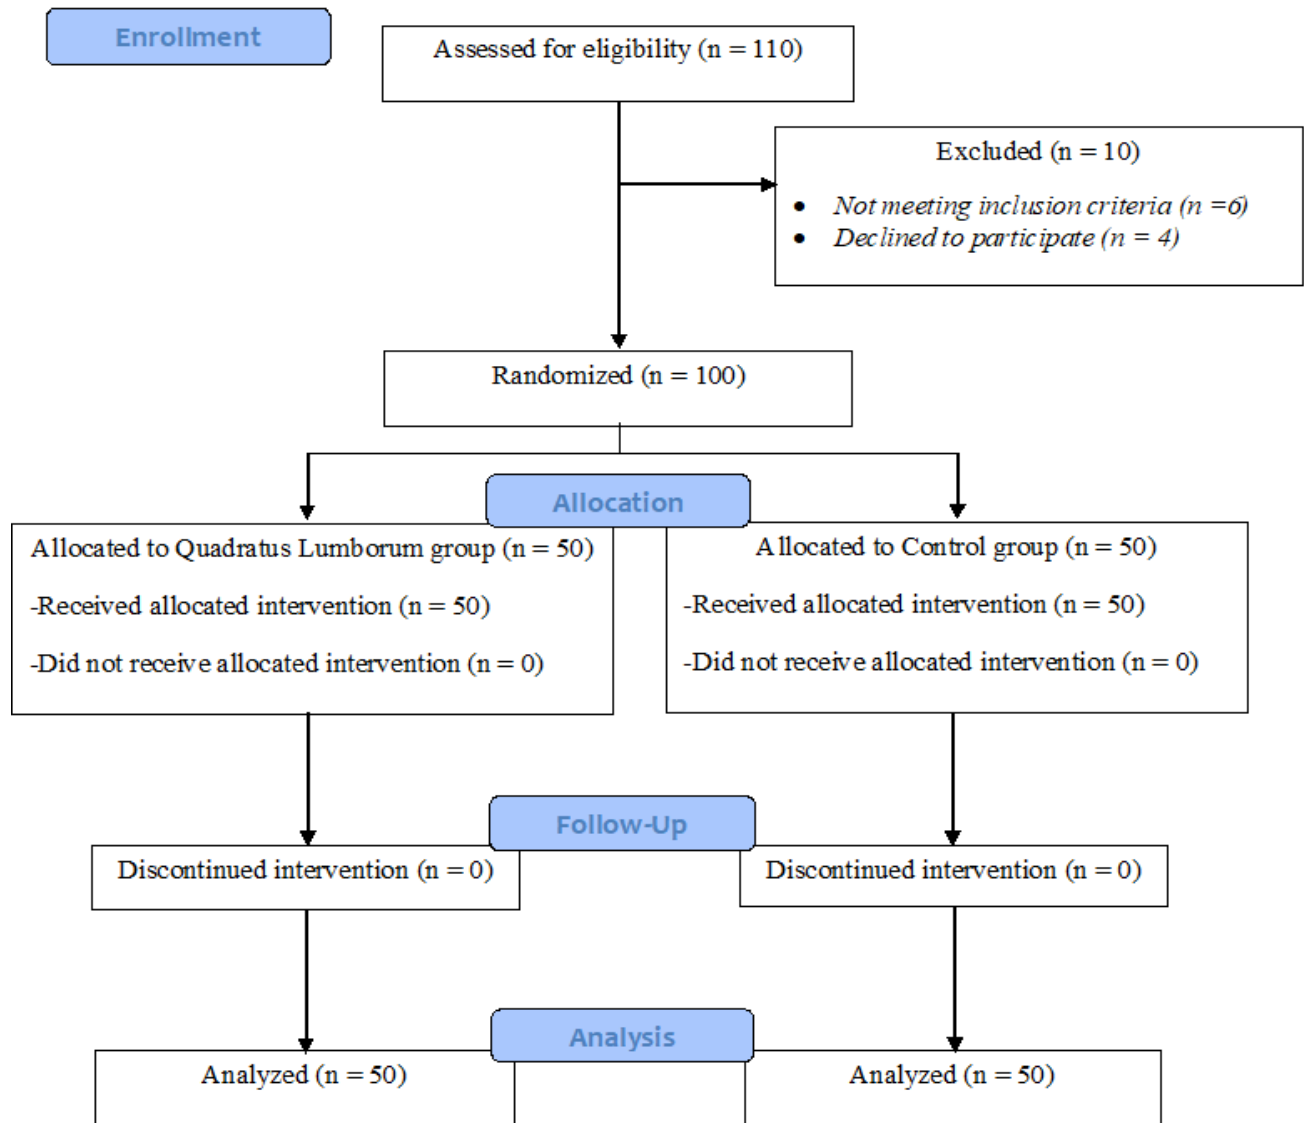 Enrollment
Assessed for eligibility (n = 110)
Excluded (n = 10)
• Not meeting inclusion criteria (n =6)
• Declined to participate (n = 4)
Randomized (n = 100)
Allocation
Allocated to Quadratus Lumborum group (n = 50)
-Received allocated intervention (n = 50)
-Did not receive allocated intervention (n = 0)
Allocated to Control group (n = 50)
-Received allocated intervention (n = 50)
-Did not receive allocated intervention (n = 0)
Follow-Up
Discontinued intervention (n = 0)
Discontinued intervention (n = 0)
Analysis
Analyzed (n = 50)
Analyzed (n = 50)